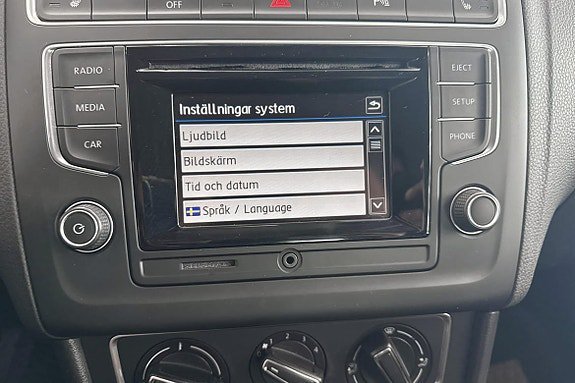 OFF
RADIO
MEDIA
CAR
Inställningar system
Ljudbild
Bildskärm
Tid och datum
Språk / Language
EJECT
SETUP
PHONE